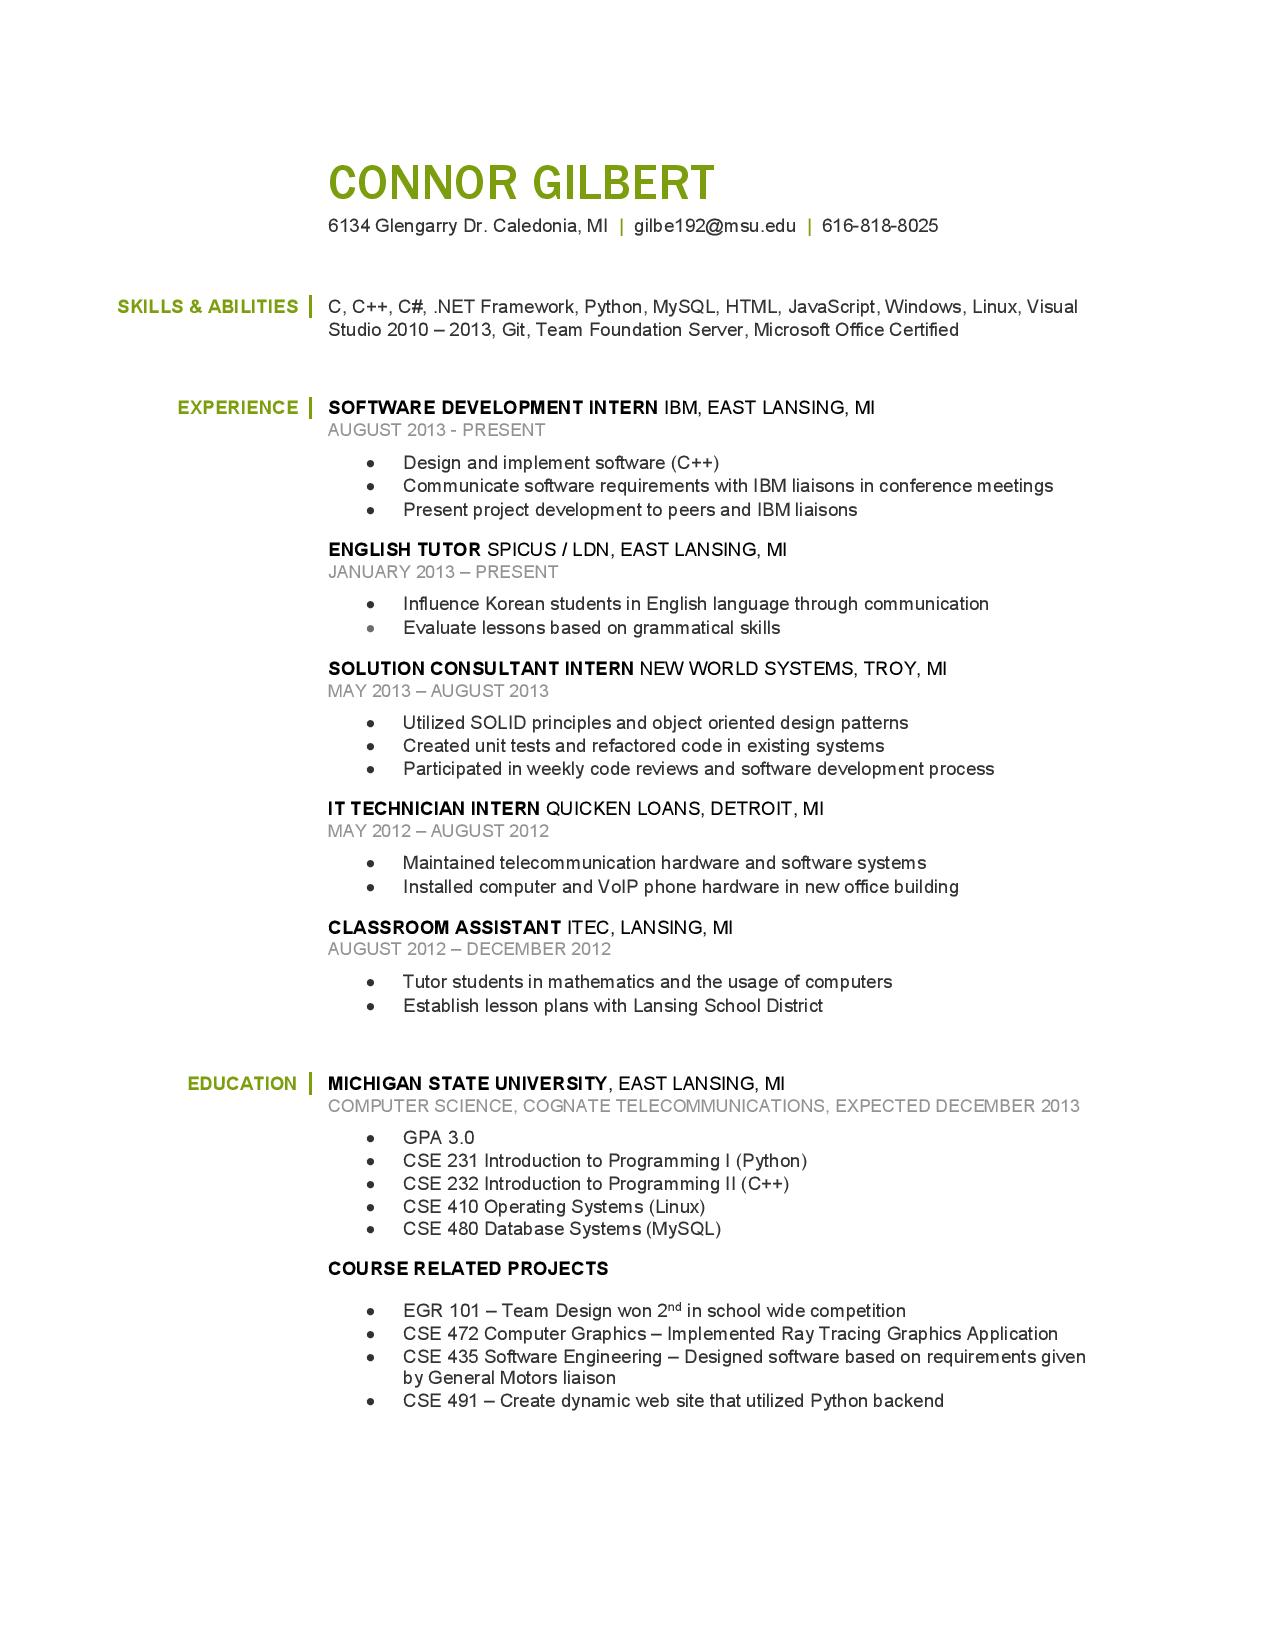 CONNOR GILBERT
6134 Glengarry Dr. Caledonia, MI | gilbe192@msu.edu | 616-818-8025
SKILLS & ABILITIES | C, C++, C#, .NET Framework, Python, MySQL, HTML, JavaScript, Windows, Linux, Visual
Studio 2010 – 2013, Git, Team Foundation Server, Microsoft Office Certified
EXPERIENCE | SOFTWARE DEVELOPMENT INTERN IBM, EAST LANSING, MI
AUGUST 2013 - PRESENT
● Design and implement software (C++)
● Communicate software requirements with IBM liaisons in conference meetings
● Present project development to peers and IBM liaisons
ENGLISH TUTOR SPICUS / LDN, EAST LANSING, MI
JANUARY 2013 – PRESENT
● Influence Korean students in English language through communication
● Evaluate lessons based on grammatical skills
SOLUTION CONSULTANT INTERN NEW WORLD SYSTEMS, TROY, MI
MAY 2013 – AUGUST 2013
● Utilized SOLID principles and object oriented design patterns
● Created unit tests and refactored code in existing systems
● Participated in weekly code reviews and software development process
IT TECHNICIAN INTERN QUICKEN LOANS, DETROIT, MI
MAY 2012 – AUGUST 2012
● Maintained telecommunication hardware and software systems
● Installed computer and VoIP phone hardware in new office building
CLASSROOM ASSISTANT ITEC, LANSING, MI
AUGUST 2012 – DECEMBER 2012
● Tutor students in mathematics and the usage of computers
● Establish lesson plans with Lansing School District
EDUCATION | MICHIGAN STATE UNIVERSITY, EAST LANSING, MI
COMPUTER SCIENCE, COGNATE TELECOMMUNICATIONS, EXPECTED DECEMBER 2013
● GPA 3.0
● CSE 231 Introduction to Programming I (Python)
● CSE 232 Introduction to Programming II (C++)
● CSE 410 Operating Systems (Linux)
● CSE 480 Database Systems (MySQL)
COURSE RELATED PROJECTS
● EGR 101 – Team Design won 2nd in school wide competition
● CSE 472 Computer Graphics – Implemented Ray Tracing Graphics Application
● CSE 435 Software Engineering – Designed software based on requirements given
by General Motors liaison
● CSE 491 – Create dynamic web site that utilized Python backend